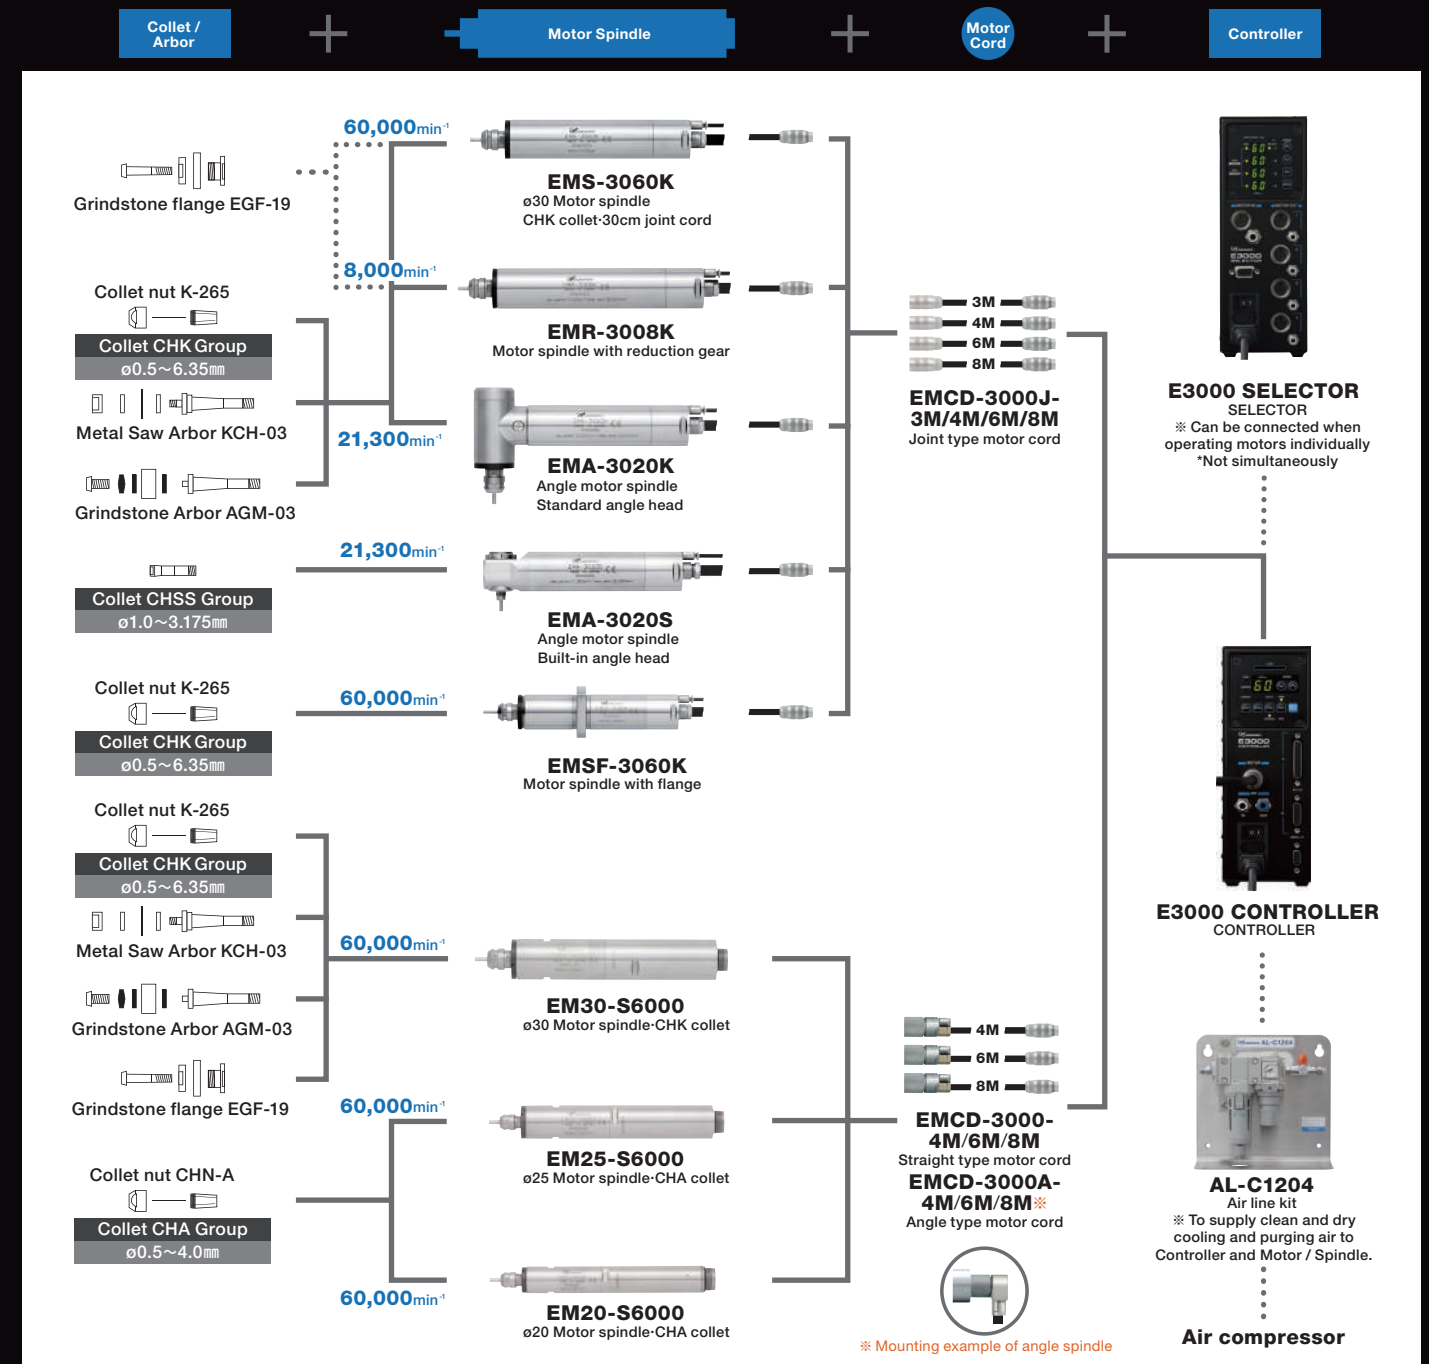 Collet /
Arbor
Motor Spindle
Motor
Cord
Controller
60,000min-1
Grindstone flange EGF-19
EMS-3060K
ø30 Motor spindle
CHK collet·30cm joint cord
8,000min-1
Collet nut K-265
Collet CHK Group
ø0.5～6.35㎜
EMR-3008K
Motor spindle with reduction gear
Metal Saw Arbor KCH-03
21,300min-1
Grindstone Arbor AGM-03
EMA-3020K
Angle motor spindle
Standard angle head
21,300min-1
Collet CHSS Group
ø1.0～3.175㎜
EMA-3020S
Angle motor spindle
Built-in angle head
Collet nut K-265
60,000min-1
Collet CHK Group
ø0.5～6.35㎜
EMSF-3060K
Motor spindle with flange
Collet nut K-265
Collet CHK Group
ø0.5～6.35㎜
Metal Saw Arbor KCH-03
60,000min-1
Grindstone Arbor AGM-03
EM30-S6000
ø30 Motor spindle·CHK collet
Grindstone flange EGF-19
60,000min-1
EM25-S6000
ø25 Motor spindle·CHA collet
Collet nut CHN-A
Collet CHA Group
ø0.5～4.0㎜
60,000min-1
EM20-S6000
ø20 Motor spindle·CHA collet
3M
4M
6M
8M
EMCD-3000J-
3M/4M/6M/8M
Joint type motor cord
4M
6M
8M
EMCD-3000-
4M/6M/8M
Straight type motor cord
EMCD-3000A-
4M/6M/8M※
Angle type motor cord
※ Mounting example of angle spindle
E3000
SELECTOR
E3000 SELECTOR
SELECTOR
※ Can be connected when
operating motors individually
*Not simultaneously
60
E3000
CONTROLLER
E3000 CONTROLLER
CONTROLLER
AL-C1204
AL-C1204
Air line kit
※ To supply clean and dry
cooling and purging air to
Controller and Motor / Spindle.
Air compressor